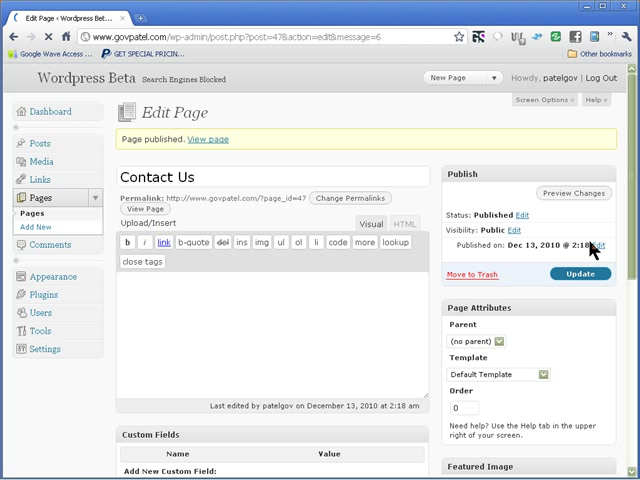 Edit Page ‹ Wordpress Bet...
www.govpatel.com/wp-admin/post.php?post=47&action=edit&message=6
Google Wave Access ...
GET SPECIAL PRICIN...
Other bookmarks
Wordpress Beta
Search Engines Blocked
New Page
Howdy, patelgov | Log Out
Screen Options
Help
Dashboard
Posts
Media
Links
Pages
Pages
Add New
Comments
Appearance
Plugins
Users
Tools
Settings
Edit Page
Page published. View page
Contact Us
Permalink: http://www.govpatel.com/?page_id=47 Change Permalinks
View Page
Upload/Insert
Visual
HTML
b i link b-quote del ins img ul ol li code more lookup
close tags
Last edited by patelgov on December 13, 2010 at 2:18 am
Custom Fields
Name Value
Add New Custom Field:
Publish
Preview Changes
Status: Published Edit
Visibility: Public Edit
Published on: Dec 13, 2010 @ 2:18 Edit
Move to Trash
Update
Page Attributes
Parent
(no parent)
Template
Default Template
Order
0
Need help? Use the Help tab in the upper
right of your screen.
Featured Image